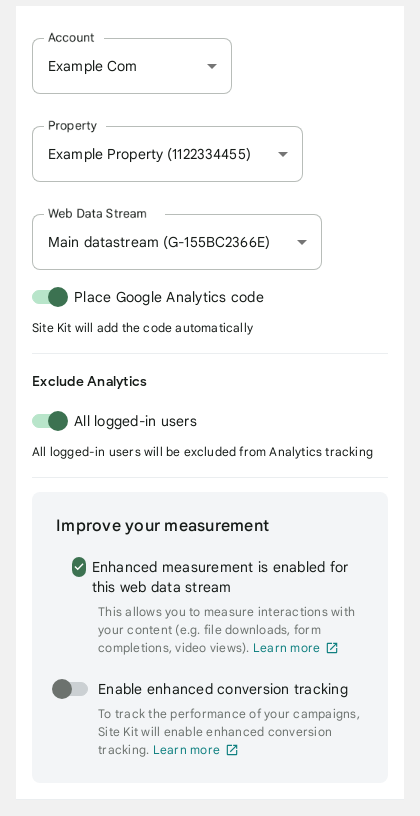 Account
Example Com
Property
Example Property (1122334455)
Web Data Stream
Main datastream (G-155BC2366E)
Place Google Analytics code
Site Kit will add the code automatically
Exclude Analytics
All logged-in users
All logged-in users will be excluded from Analytics tracking
Improve your measurement
Enhanced measurement is enabled for
this web data stream
This allows you to measure interactions with
your content (e.g. file downloads, form
completions, video views). Learn more
Enable enhanced conversion tracking
To track the performance of your campaigns,
Site Kit will enable enhanced conversion
tracking. Learn more